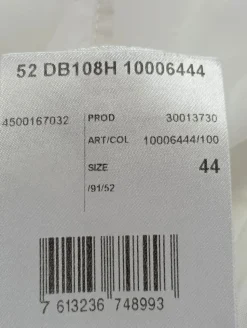 52 DB108H 10006444
4500167032 PROD 30013730
ART/COL 10006444/100
SIZE 44
/91/52
7 613236 748993